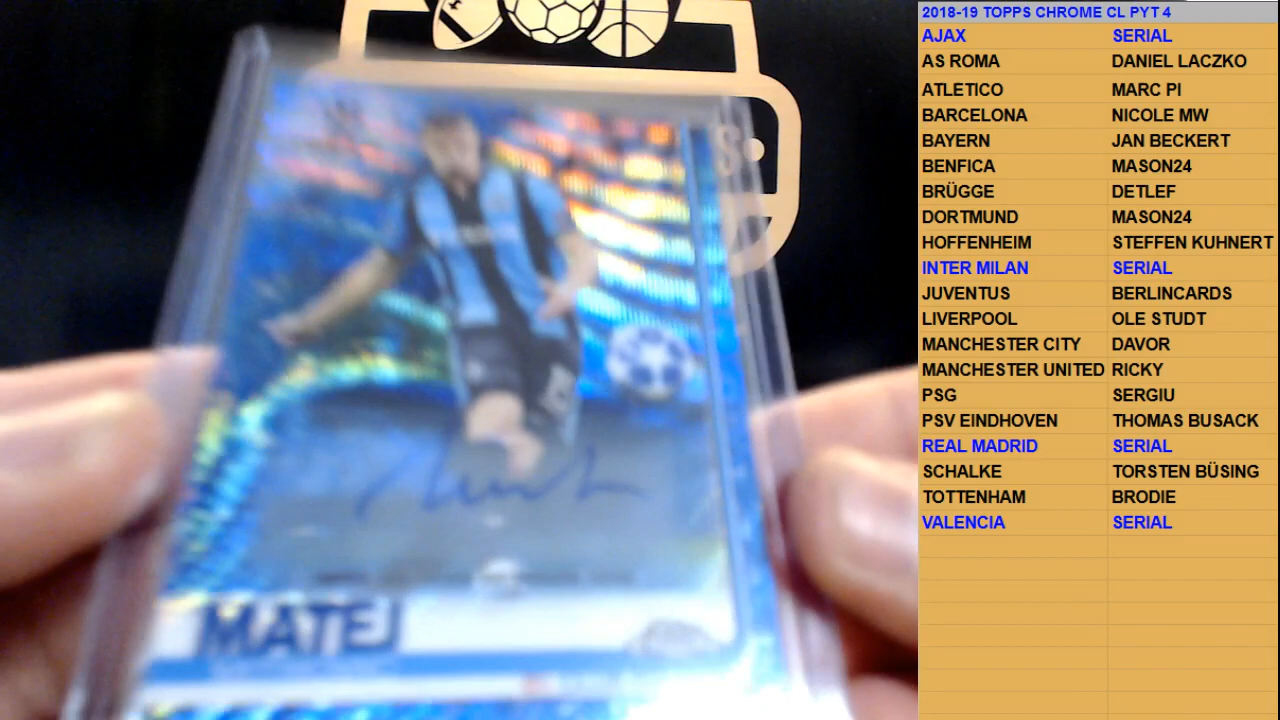 2018-19 TOPPS CHROME CL PYT 4
AJAX SERIAL
AS ROMA DANIEL LACZKO
ATLETICO MARC PI
BARCELONA NICOLE MW
BAYERN JAN BECKERT
BENFICA MASON24
BRÜGGE DETLEF
DORTMUND MASON24
HOFFENHEIM STEFFEN KUHNERT
INTER MILAN SERIAL
JUVENTUS BERLINCARDS
LIVERPOOL OLE STUDT
MANCHESTER CITY DAVOR
MANCHESTER UNITED RICKY
PSG SERGIU
PSV EINDHOVEN THOMAS BUSACK
REAL MADRID SERIAL
SCHALKE TORSTEN BÜSING
TOTTENHAM BRODIE
VALENCIA SERIAL
MATEJ